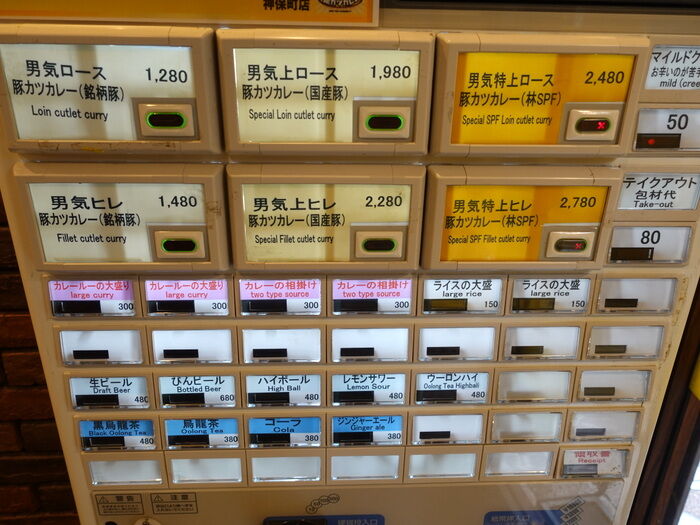 神保町店
男気ロース 1,280
豚カツカレー(銘柄豚)
Loin cutlet curry
男気上ロース 1,980
豚カツカレー(国産豚)
Special Loin cutlet curry
男気特上ロース 2,480
豚カツカレー(林SPF)
Special SPF Loin cutlet curry
お辛いのが苦手
50
男気ヒレ 1,480
豚カツカレー(銘柄豚)
Fillet cutlet curry
男気上ヒレ 2,280
豚カツカレー(国産豚)
Special Fillet cutlet curry
男気特上ヒレ 2,780
豚カツカレー(林SPF)
Special SPF Fillet cutlet curry
テイクアウト
包材代
Take-out
80
カレールーの大盛り
large curry
300
カレールーの大盛り
large curry
300
カレーの相掛け
two type source
300
カレーの相掛け
two type source
300
ライスの大盛
large rice
150
ライスの大盛
large rice
150
生ビール
Draft Beer
480
びんビール
Bottled Beer
680
ハイボール
High Ball
480
レモンサワー
Lemon Sour
480
ウーロンハイ
Oolong Tea Highball
480
黒烏龍茶
Black Oolong Tea
480
烏龍茶
Oolong Tea
380
コーラ
Cola
380
ジンジャーエール
Ginger ale
380
領収書
Receipt
警告
注意
硬貨投入口
紙幣挿入口